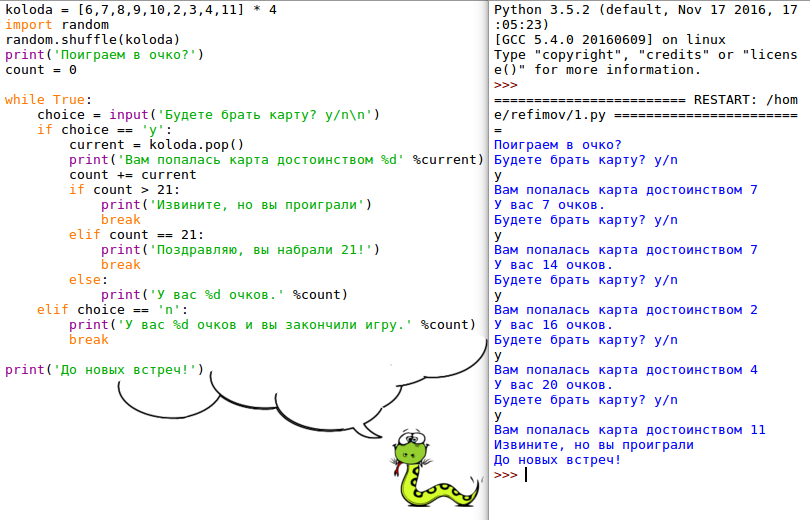 koloda = [6,7,8,9,10,2,3,4,11] * 4
import random
random.shuffle(koloda)
print('Поиграем в очко?')
count = 0
while True:
    choice = input('Будете брать карту? y/n\n')
    if choice == 'y':
        current = koloda.pop()
        print('Вам попалась карта достоинством %d' %current)
        count += current
        if count > 21:
            print('Извините, но вы проиграли')
            break
        elif count == 21:
            print('Поздравляю, вы набрали 21!')
            break
        else:
            print('У вас %d очков.' %count)
    elif choice == 'n':
        print('У вас %d очков и вы закончили игру.' %count)
        break
print('До новых встреч!')
Python 3.5.2 (default, Nov 17 2016, 17
:05:23)
[GCC 5.4.0 20160609] on linux
Type "copyright", "credits" or "licens
e()" for more information.
>>>
======================== RESTART: /hom
e/refimov/1.py =======================
=
Поиграем в очко?
Будете брать карту? y/n
y
Вам попалась карта достоинством 7
У вас 7 очков.
Будете брать карту? y/n
y
Вам попалась карта достоинством 7
У вас 14 очков.
Будете брать карту? y/n
y
Вам попалась карта достоинством 2
У вас 16 очков.
Будете брать карту? y/n
y
Вам попалась карта достоинством 4
У вас 20 очков.
Будете брать карту? y/n
y
Вам попалась карта достоинством 11
Извините, но вы проиграли
До новых встреч!
>>>